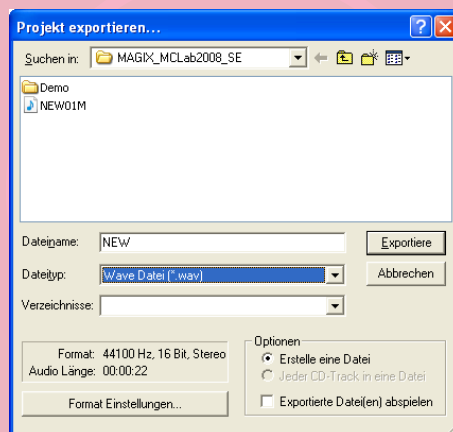 Projekt exportieren...
Suchen in: MAGIX_MCLab2008_SE
Demo
NEW01M
Dateiname: NEW
Exportiere
Dateityp: Wave Datei (*.wav)
Abbrechen
Verzeichnisse:
Format: 44100 Hz, 16 Bit, Stereo
Audio Länge: 00:00:22
Format Einstellungen...
Optionen
Erstelle eine Datei
Jeder CD-Track in eine Datei
Exportierte Datei(en) abspielen